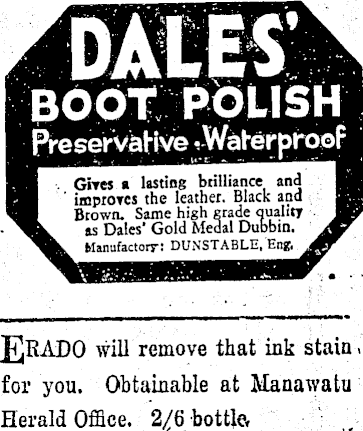 DALES'
BOOT POLISH
Preservative - Waterproof
Gives a lasting brilliance and
improves the leather. Black and
Brown. Same high grade quality
as Dales' Gold Medal Dubbin.
Manufactory: DUNSTABLE, Eng.
ERADO will remove that ink stain
for you. Obtainable at Manawatu
Herald Office. 2/6 bottle.